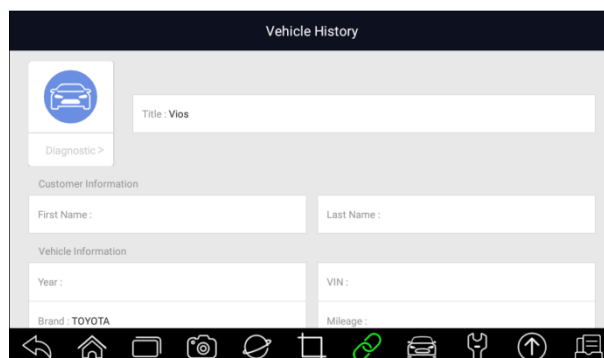 Vehicle History
Title : Vios
Diagnostic >
Customer Information
First Name :
Last Name :
Vehicle Information
Year :
VIN :
Brand : TOYOTA
Mileage :